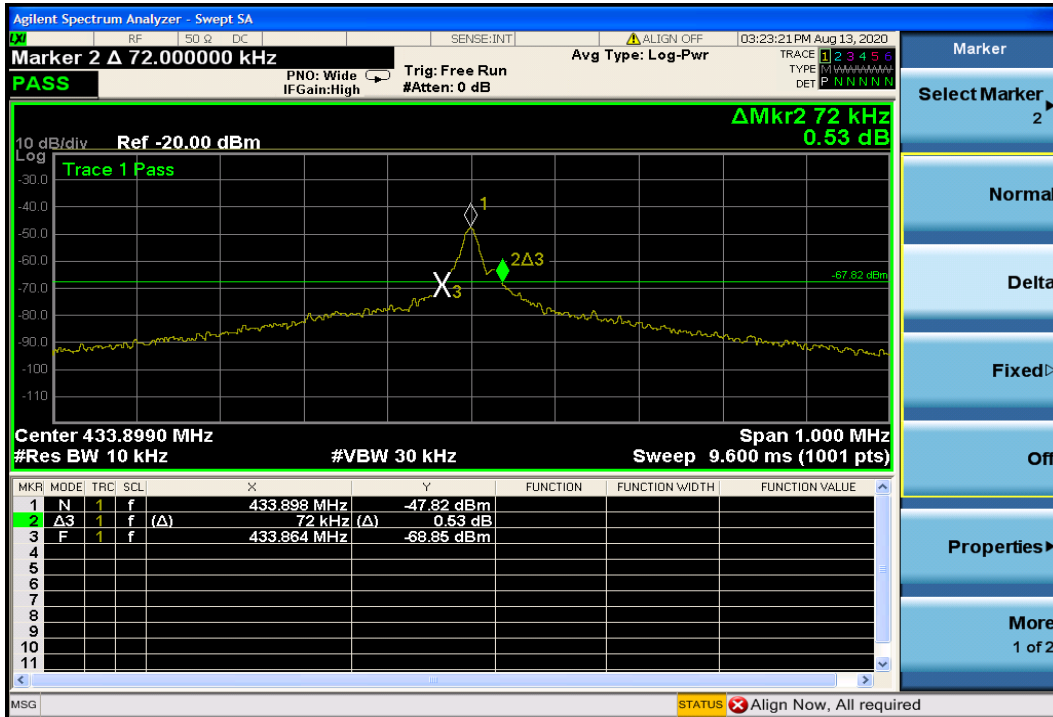 Agilent Spectrum Analyzer - Swept SA
LXI RF 50 Ω DC SENSE:INT ALIGN OFF 03:23:21 PM Aug 13, 2020
Marker 2 Δ 72.000000 kHz
PASS
PNO: Wide
IFGain:High
Trig: Free Run
#Atten: 0 dB
Avg Type: Log-Pwr
TRACE 1 2 3 4 5 6
TYPE M
DET P N N N N N
ΔMkr2 72 kHz
0.53 dB
10 dB/div Ref -20.00 dBm
Log
Trace 1 Pass
-30.0
-40.0
-50.0
-60.0
-70.0
-80.0
-90.0
-100
-110
1
2Δ3
X3
-67.82 dBm
Center 433.8990 MHz Span 1.000 MHz
#Res BW 10 kHz #VBW 30 kHz Sweep 9.600 ms (1001 pts)
MKR MODE TRC SCL X Y FUNCTION FUNCTION WIDTH FUNCTION VALUE
1 N 1 f 433.898 MHz -47.82 dBm
2 Δ3 1 f (Δ) 72 kHz (Δ) 0.53 dB
3 F 1 f 433.864 MHz -68.85 dBm
4
5
6
7
8
9
10
11
MSG STATUS Align Now, All required
Marker
Select Marker
2
Normal
Delta
Fixed
Off
Properties
More
1 of 2